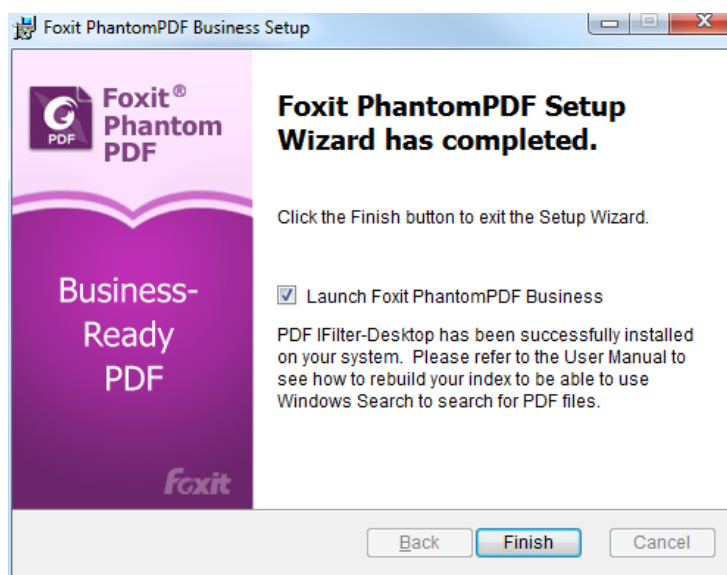 Foxit PhantomPDF Business Setup
Foxit®
Phantom
PDF
PDF
Foxit PhantomPDF Setup
Wizard has completed.
Click the Finish button to exit the Setup Wizard.
Launch Foxit PhantomPDF Business
PDF IFilter-Desktop has been successfully installed
on your system.  Please refer to the User Manual to
see how to rebuild your index to be able to use
Windows Search to search for PDF files.
Business-
Ready
PDF
Foxit
Back
Finish
Cancel